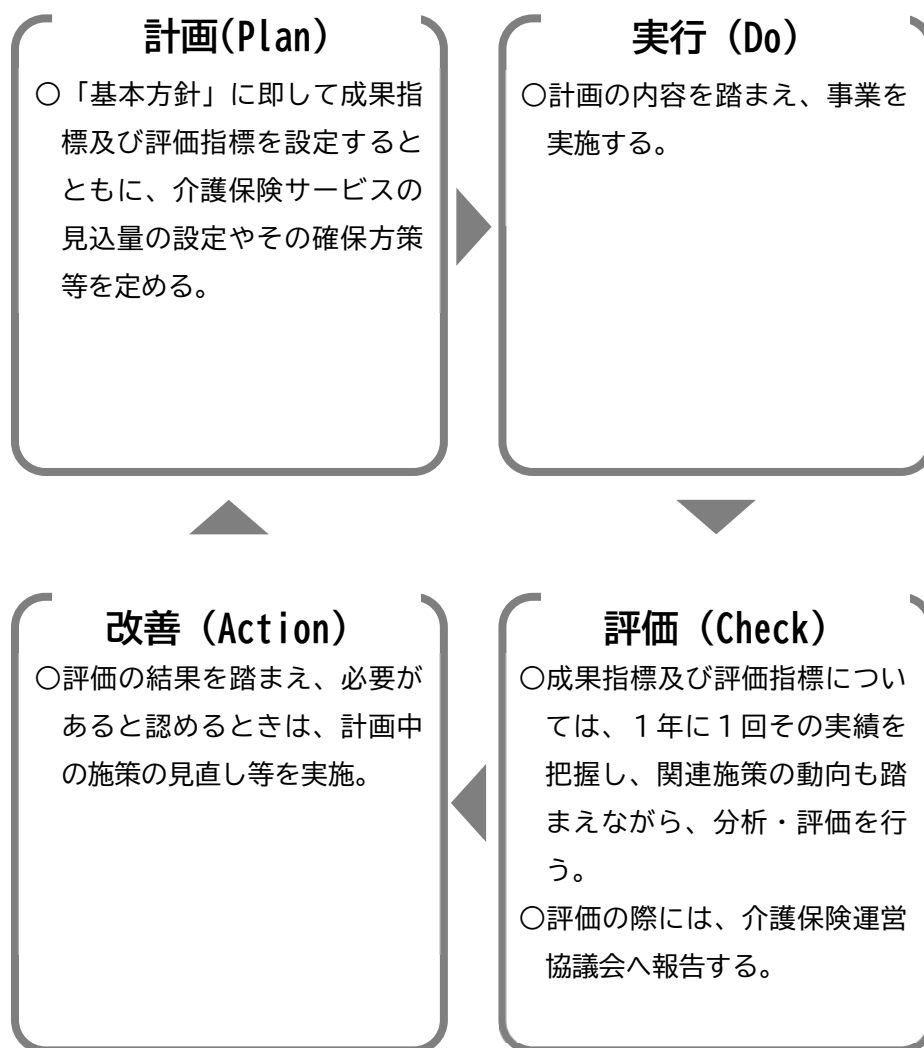 計画(Plan)
〇「基本方針」に即して成果指
標及び評価指標を設定すると
ともに、介護保険サービスの
見込量の設定やその確保方策
等を定める。
実行（Do）
〇計画の内容を踏まえ、事業を
実施する。
改善（Action）
〇評価の結果を踏まえ、必要が
あると認めるときは、計画中
の施策の見直し等を実施。
評価（Check）
〇成果指標及び評価指標につい
ては、１年に１回その実績を
把握し、関連施策の動向も踏
まえながら、分析・評価を行
う。
〇評価の際には、介護保険運営
協議会へ報告する。